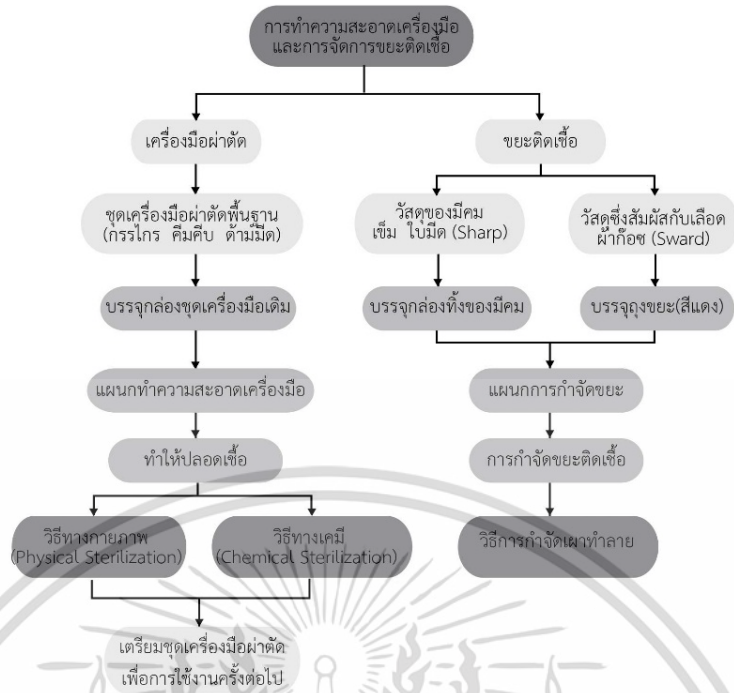 การทำความสะอาดเครื่องมือ
และการจัดการขยะติดเชื้อ
เครื่องมือผ่าตัด
ขยะติดเชื้อ
ชุดเครื่องมือผ่าตัดพื้นฐาน
(กรรไกร คีมคีบ ด้ามมีด)
วัสดุของมีคม
เข็ม ใบมีด (Sharp)
วัสดุซึ่งสัมผัสกับเลือด
ผ้าก๊อซ (Sward)
บรรจุกล่องชุดเครื่องมือเดิม
บรรจุกล่องทิ้งของมีคม
บรรจุถุงขยะ(สีแดง)
แผนกทำความสะอาดเครื่องมือ
แผนกการกำจัดขยะ
ทำให้ปลอดเชื้อ
การกำจัดขยะติดเชื้อ
วิธีทางกายภาพ
(Physical Sterilization)
วิธีทางเคมี
(Chemical Sterilization)
วิธีการกำจัดเผาทำลาย
เตรียมชุดเครื่องมือผ่าตัด
เพื่อการใช้งานครั้งต่อไป